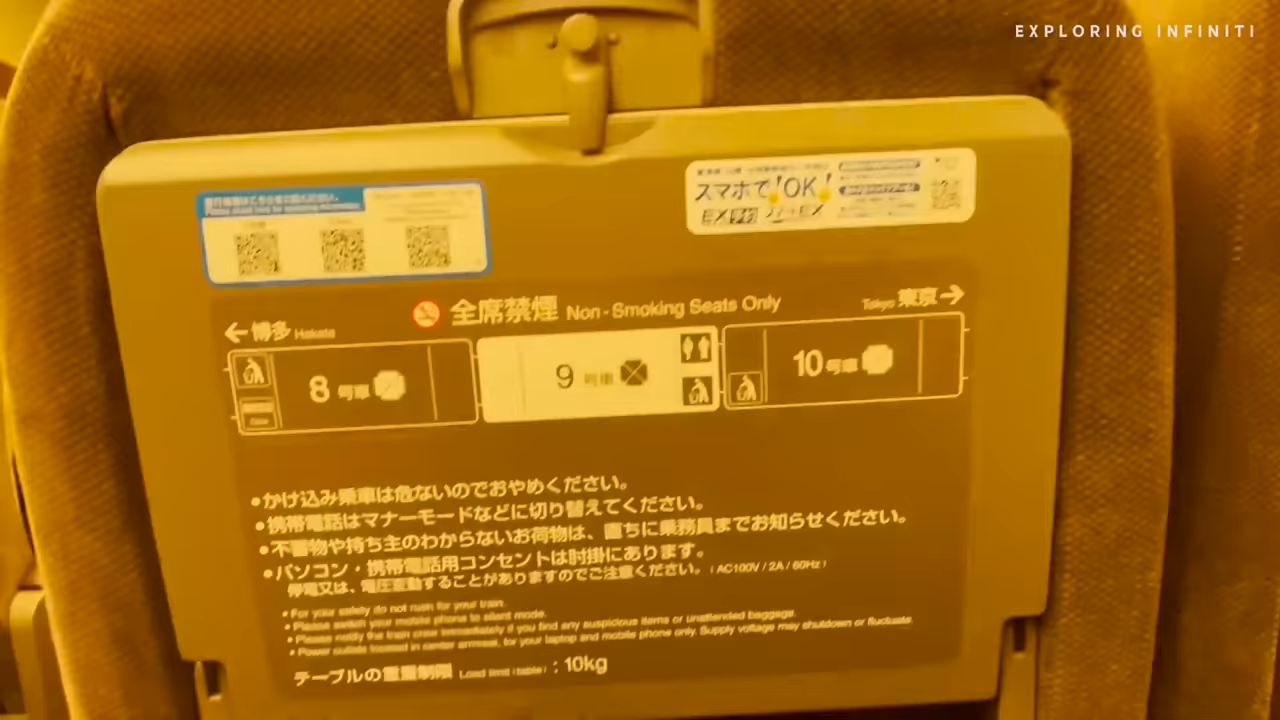 EXPLORING INFINITI
スマホでOK!
予約
全席禁煙 Non-Smoking Seats Only
←博多 Hakata
Tokyo 東京→
8号車
9号車
10号車
•かけ込み乗車は危ないのでおやめください。
•携帯電話はマナーモードなどに切り替えてください。
•不審物や持ち主のわからないお荷物は、直ちに乗務員までお知らせください。
•パソコン・携帯電話用コンセントは肘掛にあります。
停電又は、電圧変動することがありますのでご注意ください。(AC100V / 2A / 60Hz)
•For your safety do not rush for your train.
•Please switch your mobile phone to silent mode.
•Please notify the train crew immediately if you find any suspicious items or unattended baggage.
•Power outlets located in center armrest, for your laptop and mobile phone only. Supply voltage may shutdown or fluctuate.
テーブルの重量制限 Load limit (table) : 10kg